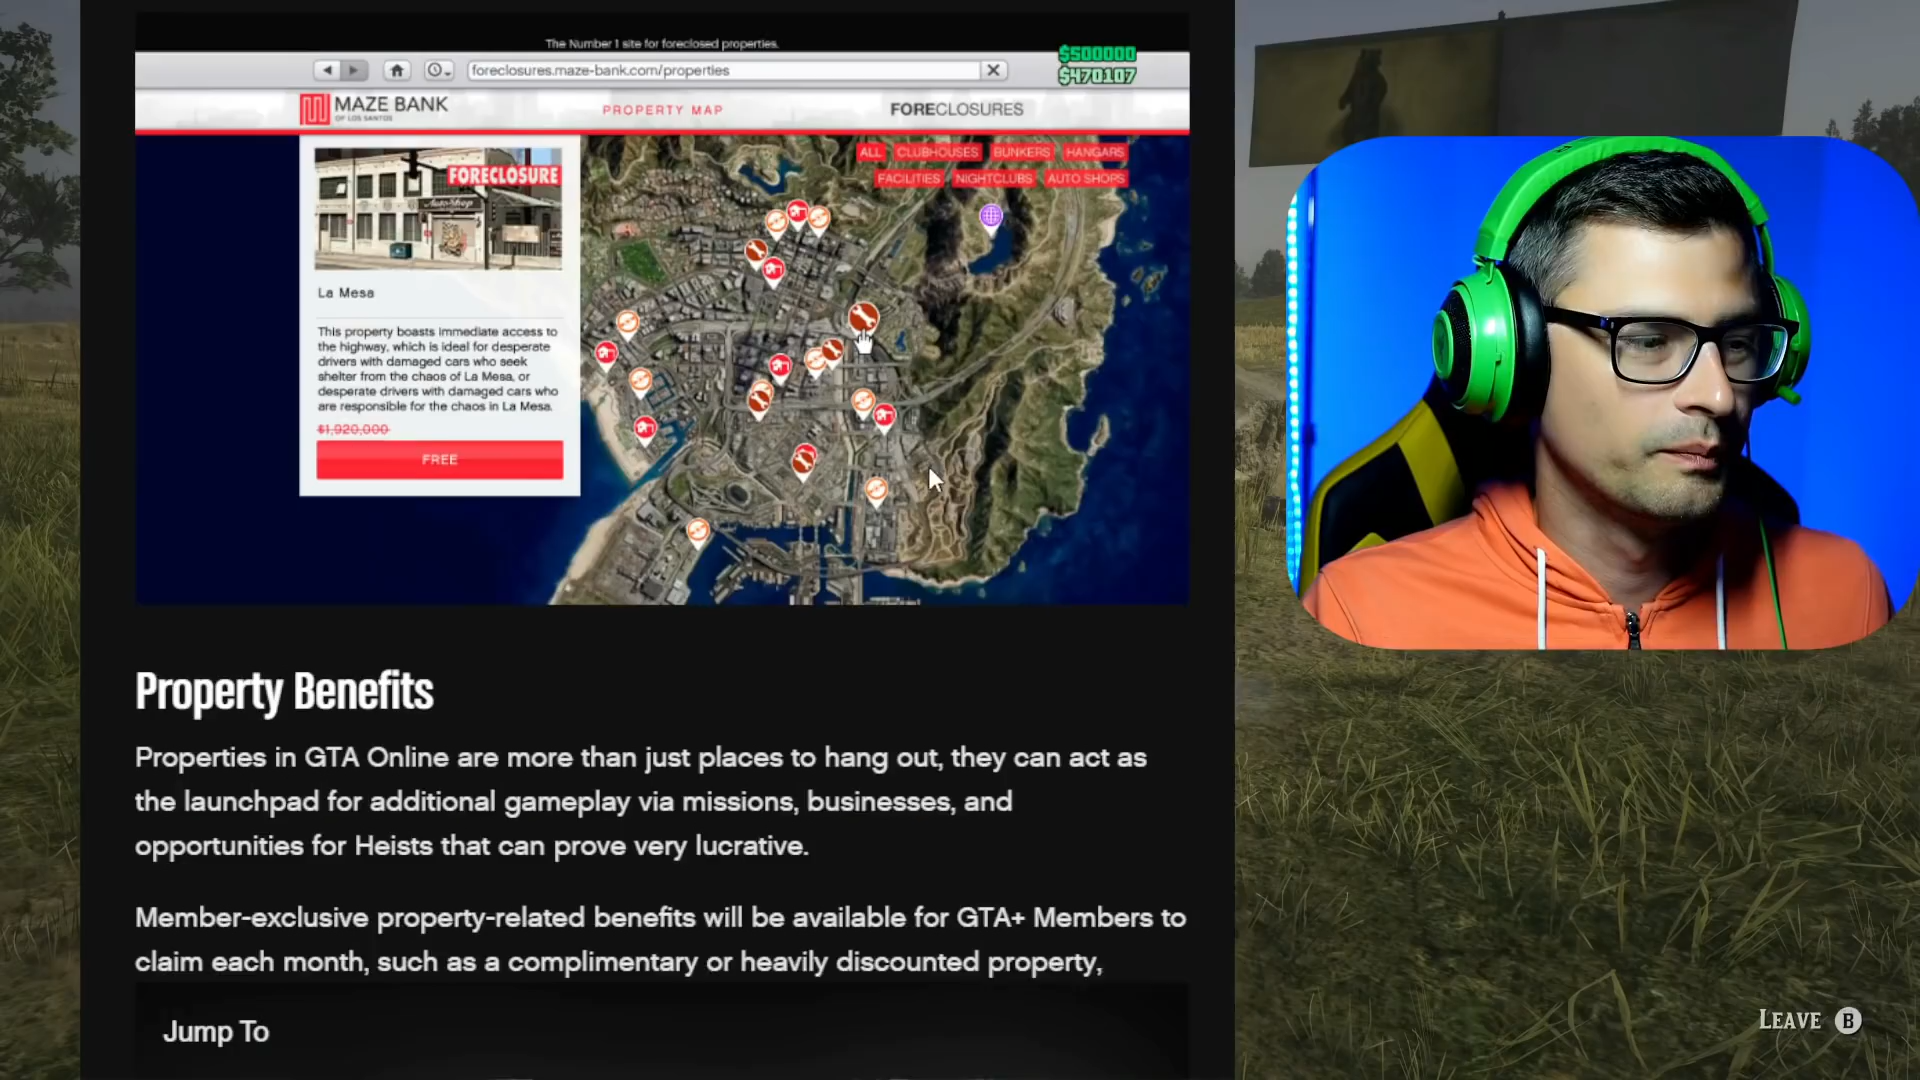 The Number 1 site for foreclosed properties.
$500000
foreclosures.maze-bank.com/properties
$470107
MAZE BANK
OF LOS SANTOS
PROPERTY MAP
FORECLOSURES
ALL CLUBHOUSES BUNKERS HANGARS
FACILITIES NIGHTCLUBS AUTO SHOPS
FORECLOSURE
AutoShop
La Mesa
This property boasts immediate access to
the highway, which is ideal for desperate
drivers with damaged cars who seek
shelter from the chaos of La Mesa, or
desperate drivers with damaged cars who
are responsible for the chaos in La Mesa.
$1,920,000
FREE
Property Benefits
Properties in GTA Online are more than just places to hang out, they can act as
the launchpad for additional gameplay via missions, businesses, and
opportunities for Heists that can prove very lucrative.
Member-exclusive property-related benefits will be available for GTA+ Members to
claim each month, such as a complimentary or heavily discounted property,
Jump To
LEAVE B